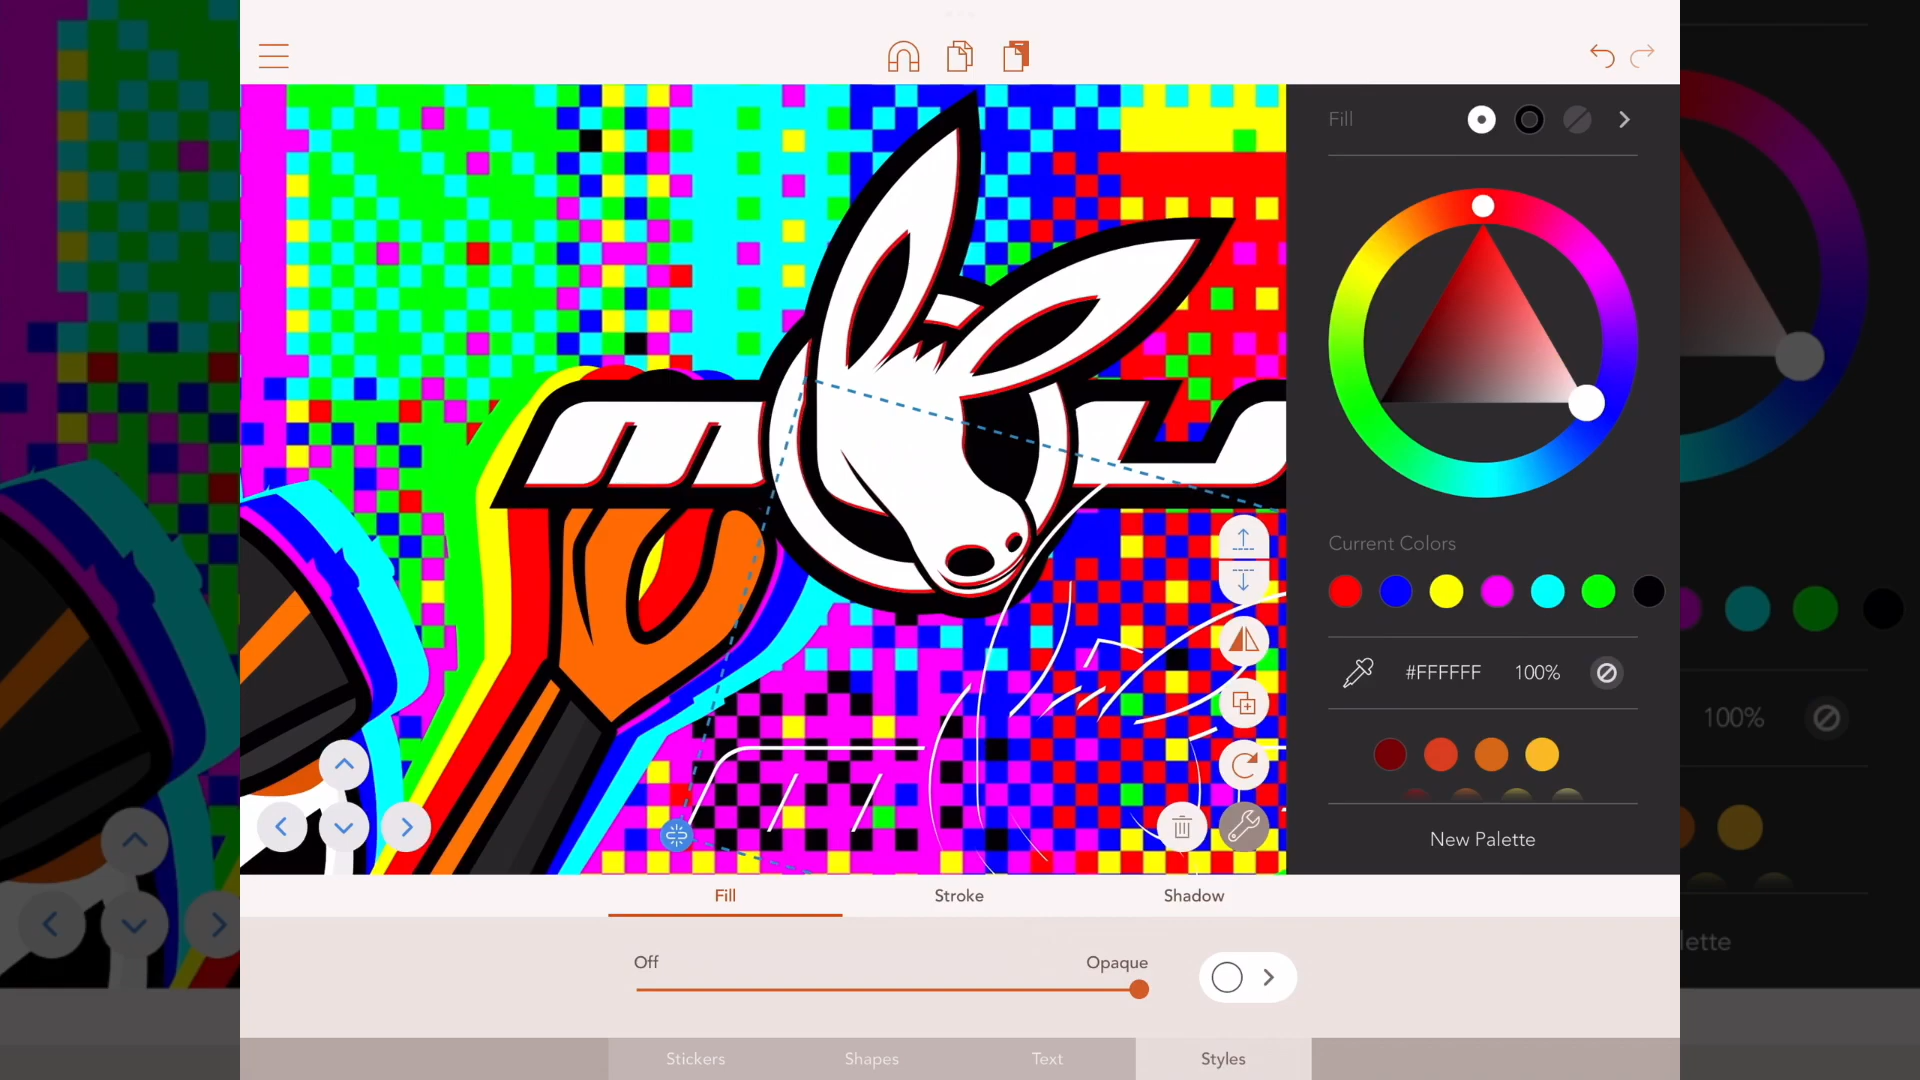 Fill
Current Colors
#FFFFFF 100%
100%
New Palette
lette
Fill Stroke Shadow
Off Opaque
Stickers Shapes Text Styles